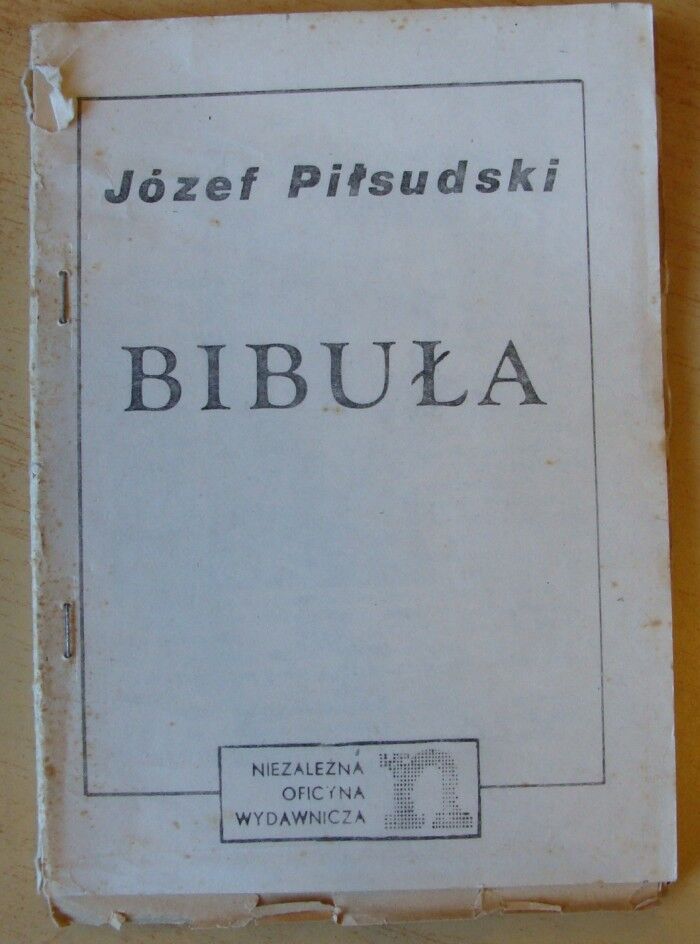 Józef Piłsudski
BIBUŁA
NIEZALEŻNA
OFICYNA
WYDAWNICZA
n